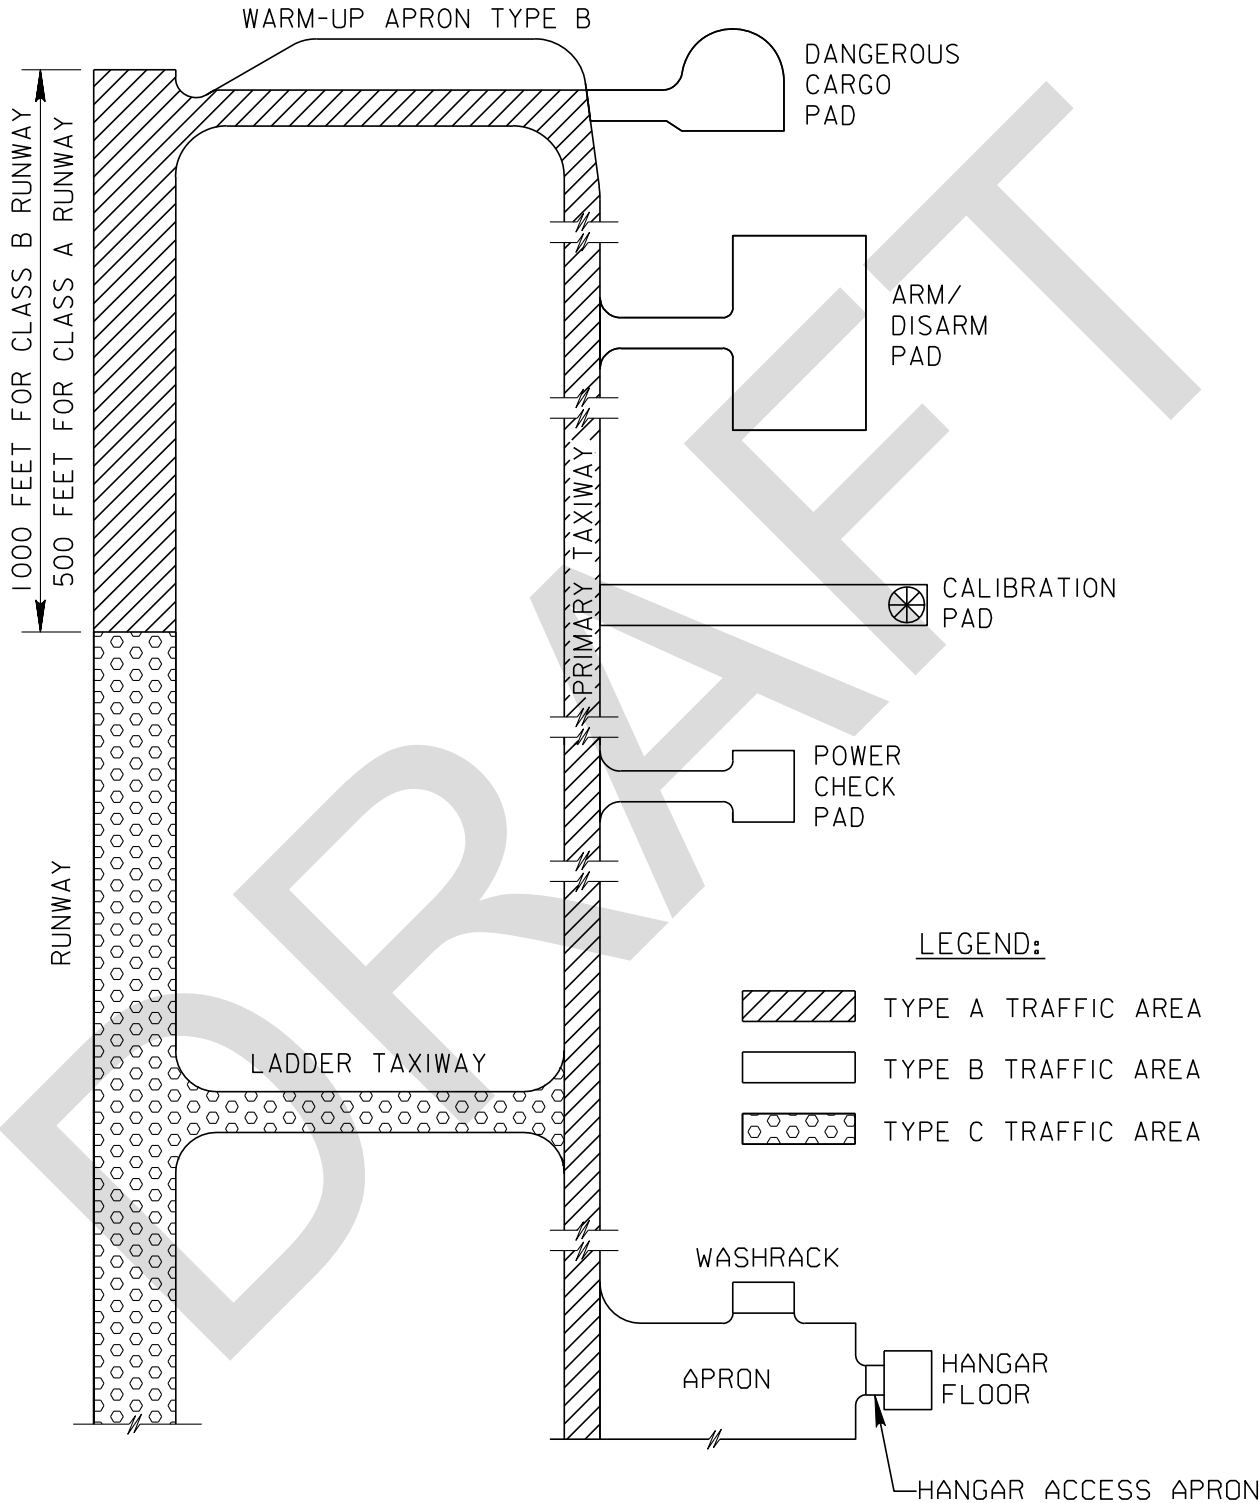 WARM-UP APRON TYPE B
DANGEROUS
CARGO
PAD
1000 FEET FOR CLASS B RUNWAY
500 FEET FOR CLASS A RUNWAY
ARM/
DISARM
PAD
PRIMARY TAXIWAY
CALIBRATION
PAD
POWER
CHECK
PAD
RUNWAY
LEGEND:
TYPE A TRAFFIC AREA
TYPE B TRAFFIC AREA
TYPE C TRAFFIC AREA
LADDER TAXIWAY
WASHRACK
APRON
HANGAR
FLOOR
HANGAR ACCESS APRON
DRAFT